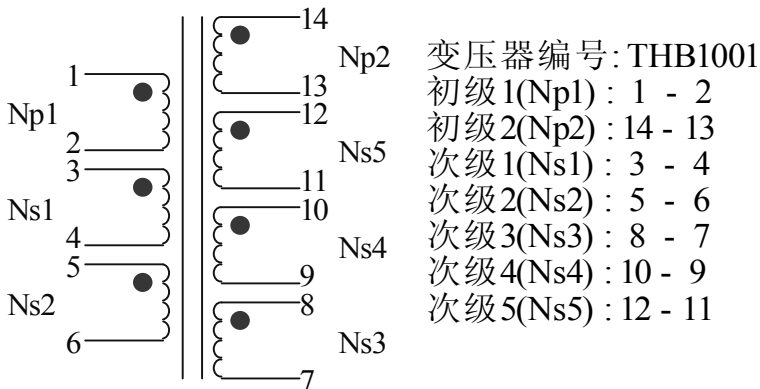 14
Np2
13
1
Np1
2
12
Ns5
11
3
Ns1
4
10
Ns4
9
5
Ns2
6
8
Ns3
7
变压器编号: THB1001
初级1(Np1) : 1 - 2
初级2(Np2) : 14 - 13
次级1(Ns1) : 3 - 4
次级2(Ns2) : 5 - 6
次级3(Ns3) : 8 - 7
次级4(Ns4) : 10 - 9
次级5(Ns5) : 12 - 11